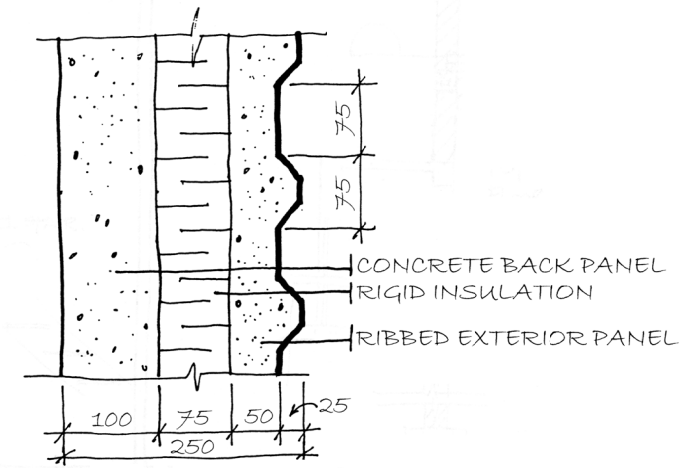 75
75
CONCRETE BACK PANEL
RIGID INSULATION
RIBBED EXTERIOR PANEL
100 75 50 25
250